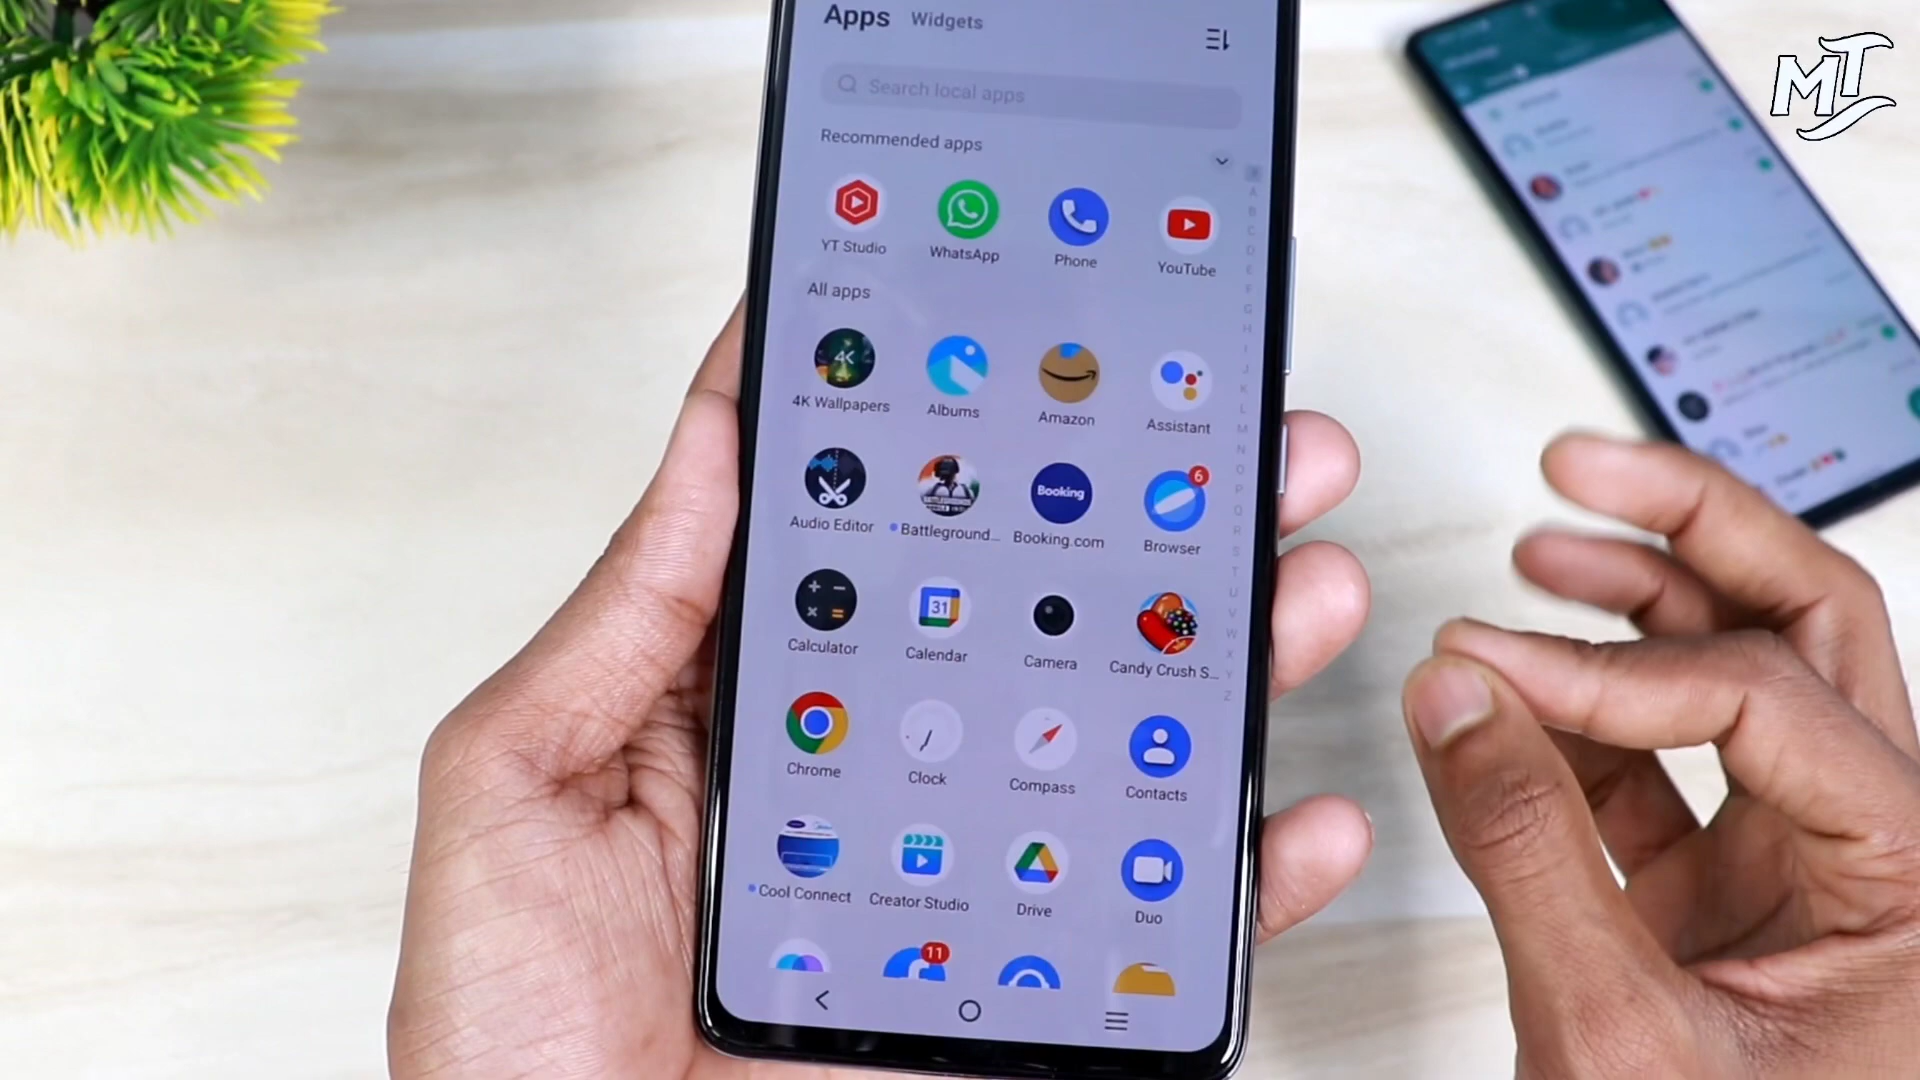 Apps Widgets
MT
Search local apps
Recommended apps
YT Studio WhatsApp Phone YouTube
All apps
4K
4K Wallpapers Albums Amazon Assistant
Booking
6
Audio Editor Battleground... Booking.com Browser
31
Calculator Calendar Camera Candy Crush S...
Chrome Clock Compass Contacts
Cool Connect Creator Studio Drive Duo
11
A
B
C
D
E
F
G
H
I
J
K
L
M
N
O
P
Q
R
S
T
U
V
W
X
Y
Z